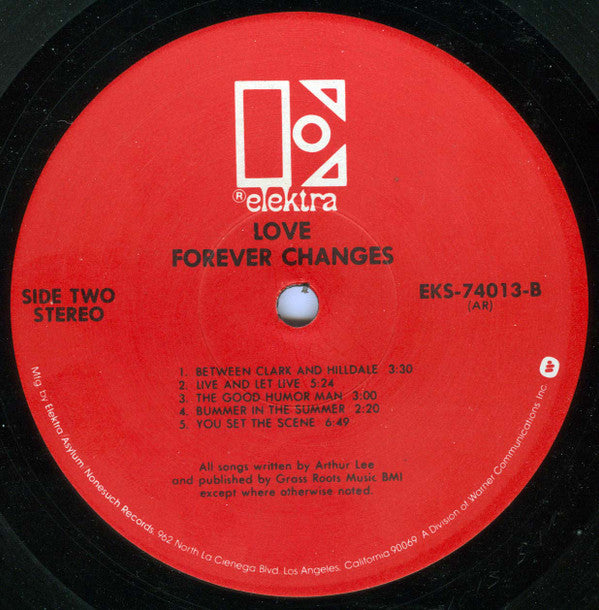 ® elektra
LOVE
FOREVER CHANGES
SIDE TWO
STEREO
EKS-74013-B
(AR)
1. BETWEEN CLARK AND HILLDALE 3:30
2. LIVE AND LET LIVE 5:24
3. THE GOOD HUMOR MAN 3:00
4. BUMMER IN THE SUMMER 2:20
5. YOU SET THE SCENE 6:49
All songs written by Arthur Lee
and published by Grass Roots Music BMI
except where otherwise noted.
Mfg. by Elektra/Asylum/Nonesuch Records, 962 North La Cienega Blvd. Los Angeles, California 90069 A Division of Warner Communications Inc.